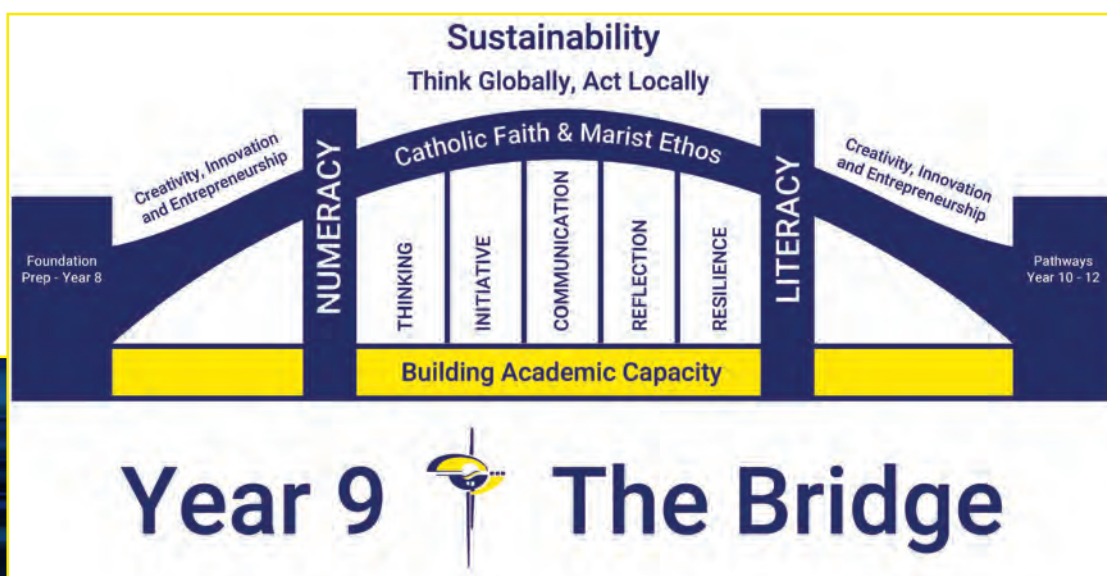 Sustainability
Think Globally, Act Locally
Catholic Faith & Marist Ethos
Creativity, Innovation
and Entrepreneurship
Creativity, Innovation
and Entrepreneurship
Foundation
Prep - Year 8
NUMERACY
THINKING
INITIATIVE
COMMUNICATION
REFLECTION
RESILIENCE
LITERACY
Pathways
Year 10 - 12
Building Academic Capacity
Year 9 The Bridge